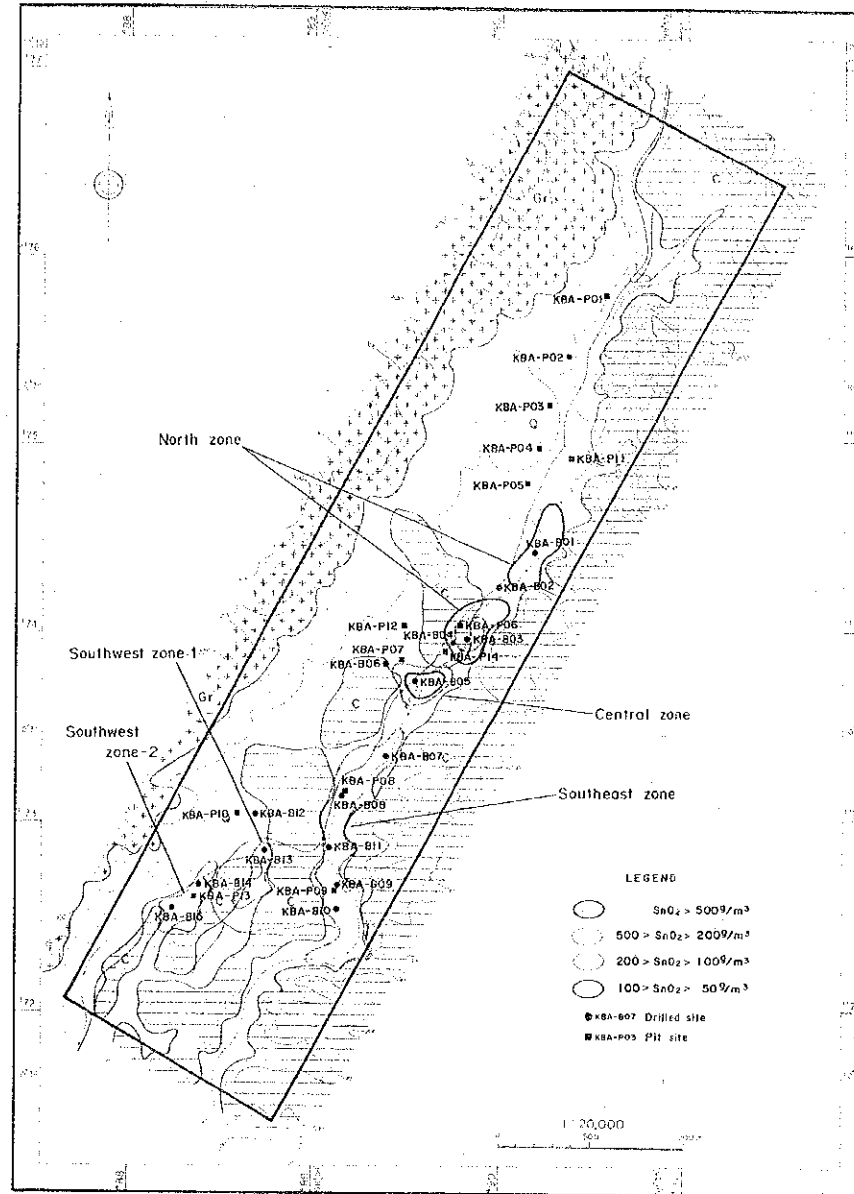 Gr
C
KBA-P01
KBA-P02
KBA-P03
Q
North zone
KBA-P04
KBA-P11
KBA-P05
KBA-B01
KBA-B02
KBA-P12
KBA-P06
KBA-B04
KBA-B03
KBA-P07
KBA-P14
Southwest zone-1
KBA-B06
KBA-B05
Gr
C
Central zone
Southwest
zone-2
KBA-B07
C
KBA-P08
KBA-B08
Southeast zone
KBA-P10
KBA-B12
KBA-B11
KBA-B13
KBA-B14
KBA-B09
KBA-P13
KBA-P09
C
KBA-B10
C
LEGEND
SnO2 > 500g/m³
500 > SnO2 > 200g/m³
200 > SnO2 > 100g/m³
100 > SnO2 > 50g/m³
KBA-B07 Drilled site
KBA-P03 Pit site
1:20,000
500